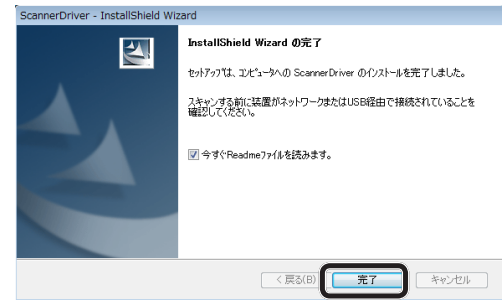 ScannerDriver - InstallShield Wizard
InstallShield Wizard の完了
セットアップは、コンピュータへの ScannerDriver のインストールを完了しました。
スキャンする前に装置がネットワークまたはUSB経由で接続されていることを
確認してください。
今すぐReadmeファイルを読みます。
< 戻る(B)
完了
キャンセル